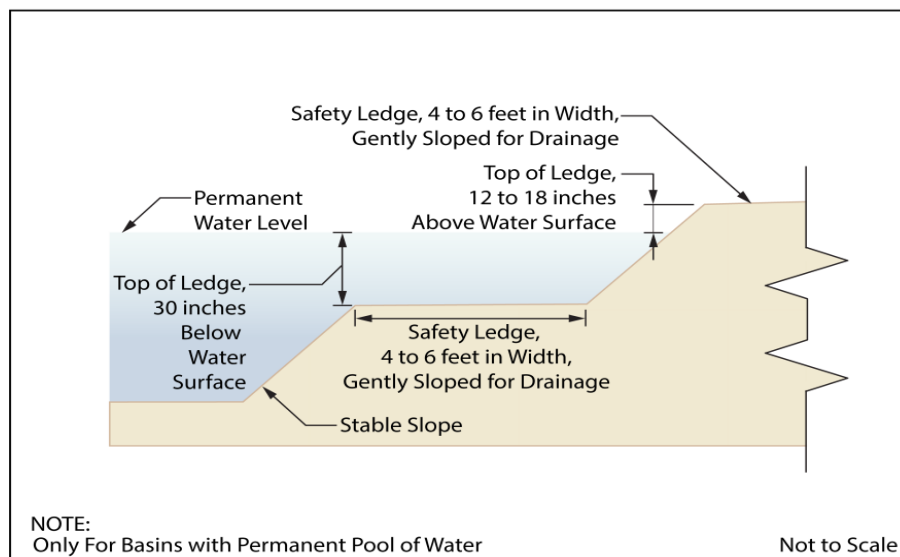 Safety Ledge, 4 to 6 feet in Width,
Gently Sloped for Drainage
Top of Ledge,
12 to 18 inches
Above Water Surface
Permanent
Water Level
Top of Ledge,
30 inches
Below
Water
Surface
Safety Ledge,
4 to 6 feet in Width,
Gently Sloped for Drainage
Stable Slope
NOTE:
Only For Basins with Permanent Pool of Water
Not to Scale